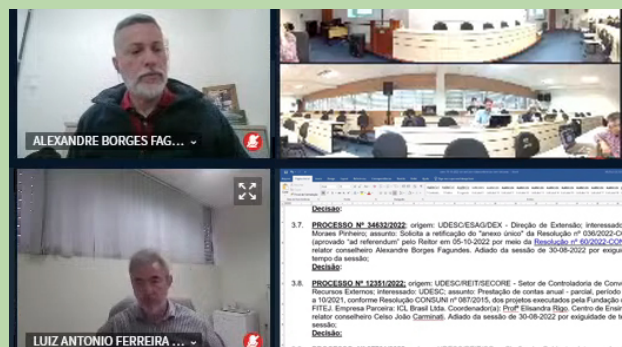 ALEXANDRE BORGES FAG...
LUIZ ANTONIO FERREIRA ...
Decisão:
3.7. PROCESSO Nº 34632/2022; origem: UDESC/ESAG/DEX - Direção de Extensão; interessado:
Moraes Pinheiro; assunto: Solicita a retificação do "anexo único" da Resolução nº 036/2022-CO
(aprovado "ad referendum" pelo Reitor em 05-10-2022 por meio da Resolução nº 60/2022-CON
relator conselheiro Alexandre Borges Fagundes. Adiado da sessão de 30-08-2022 por exiguid
tempo da sessão;
Decisão:
3.8. PROCESSO Nº 12351/2022; origem: UDESC/REIT/SECORE - Setor de Controladoria de Convê
Recursos Externos; interessado: UDESC; assunto: Prestação de contas anual - parcial, período
a 10/2021, conforme Resolução CONSUNI nº 087/2015, dos projetos executados pela Fundação d
FITEJ. Empresa Parceira: ICL Brasil Ltda. Coordenador(a): Profª Elisandra Rigo. Centro de Ensin
relator conselheiro Celso João Carminati. Adiado da sessão de 30-08-2022 por exiguidade de te
sessão;
Decisão: